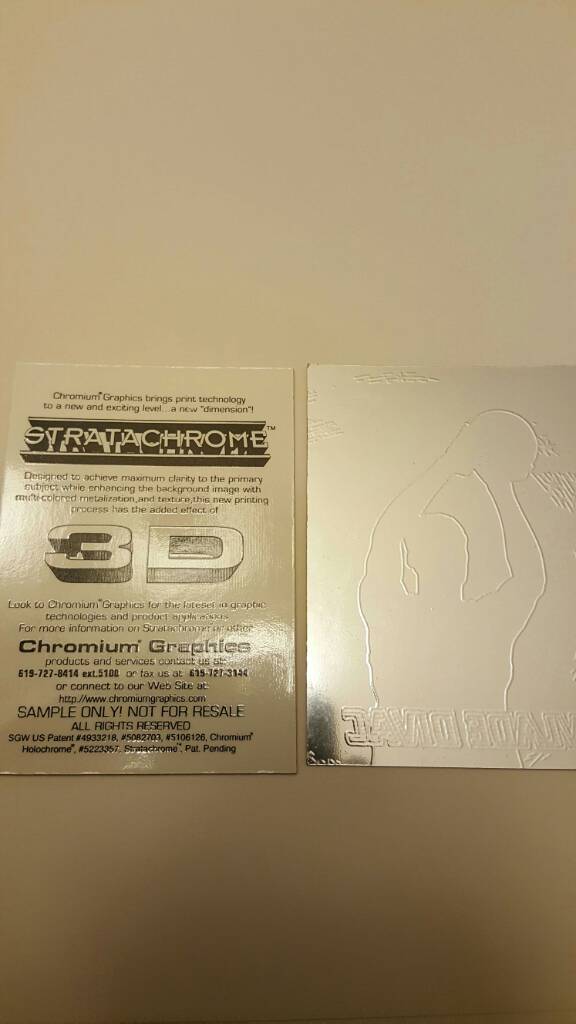 Chromium® Graphics brings print technology
to a new and exciting level...a new "dimension"!
STRATACHROME™
Designed to achieve maximum clarity to the primary
subject while enhancing the background image with
multi-colored metalization, and texture, this new printing
process has the added effect of
3D
Look to Chromium® Graphics for the latest in graphic
technologies and product applications.
For more information on Stratachrome or other
Chromium® Graphics
products and services contact us at:
619-727-8414 ext.5100 or fax us at 619-727-3144
or connect to our Web Site at:
http://www.chromiumgraphics.com
SAMPLE ONLY! NOT FOR RESALE
ALL RIGHTS RESERVED
SGW US Patent #4933218, #5082703, #5106126, Chromium®
Holochrome®, #5223357, Stratachrome™, Pat. Pending